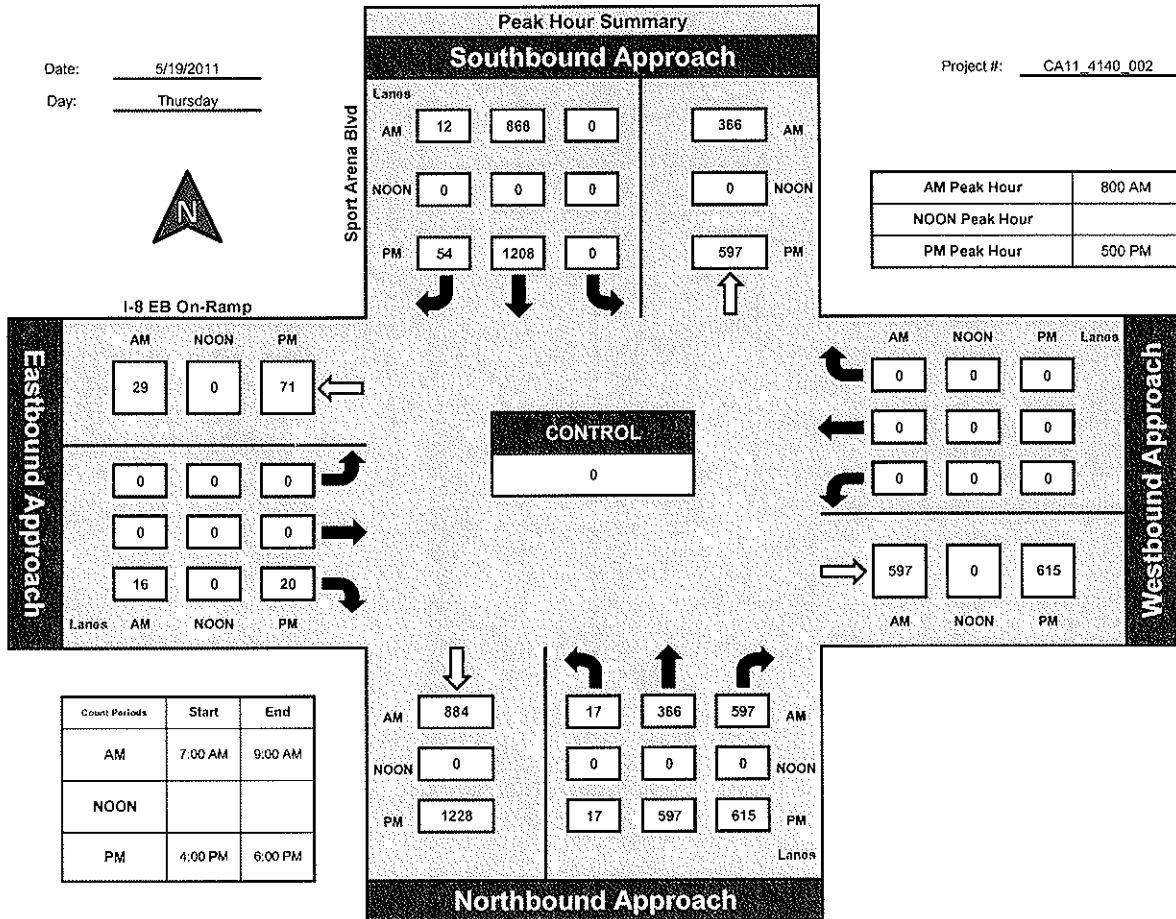 Peak Hour Summary
Southbound Approach
Date: 5/19/2011
Day: Thursday
Project #: CA11_4140_002
N
Sport Arena Blvd
Lanes
AM 12 868 0 366 AM
NOON 0 0 0 0 NOON
PM 54 1208 0 597 PM
AM Peak Hour 800 AM
NOON Peak Hour
PM Peak Hour 500 PM
I-8 EB On-Ramp
Eastbound Approach
AM NOON PM
29 0 71
0 0 0
0 0 0
16 0 20
Lanes AM NOON PM
CONTROL
0
Westbound Approach
AM NOON PM Lanes
0 0 0
0 0 0
0 0 0
597 0 615
AM NOON PM
Count Periods Start End
AM 7:00 AM 9:00 AM
NOON
PM 4:00 PM 6:00 PM
AM 884 17 366 597 AM
NOON 0 0 0 0 NOON
PM 1228 17 597 615 PM
Lanes
Northbound Approach